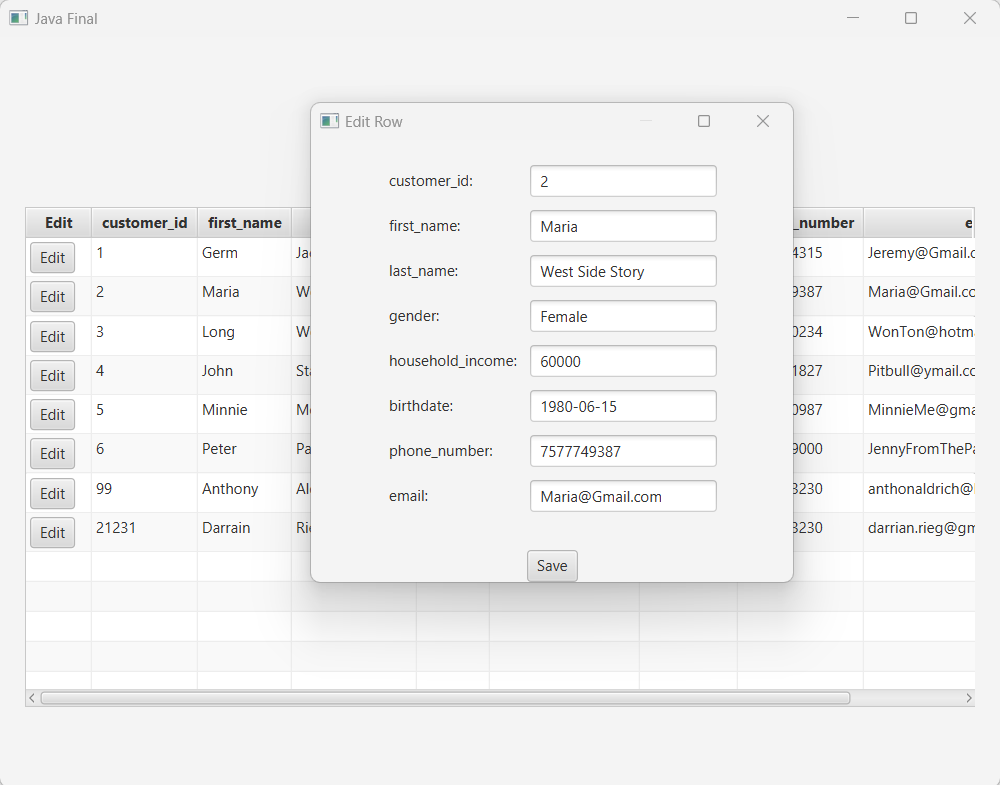 Java Final
Edit Row
customer_id: 2
first_name: Maria
last_name: West Side Story
gender: Female
household_income: 60000
birthdate: 1980-06-15
phone_number: 7577749387
email: Maria@Gmail.com
Save
Edit customer_id first_name _number e
Edit 1 Germ Ja 4315 Jeremy@Gmail.c
Edit 2 Maria W 9387 Maria@Gmail.co
Edit 3 Long W 0234 WonTon@hotm
Edit 4 John Sta 1827 Pitbull@ymail.co
Edit 5 Minnie Me 0987 MinnieMe@gma
Edit 6 Peter Pa 9000 JennyFromThePa
Edit 99 Anthony Al 3230 anthonaldrich@
Edit 21231 Darrain Rie 3230 darrian.rieg@gm